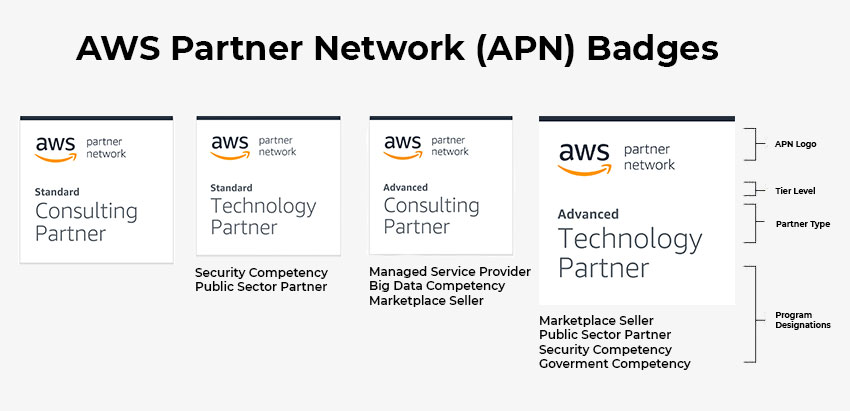 AWS Partner Network (APN) Badges
aws partner
network
Standard
Consulting
Partner
aws partner
network
Standard
Technology
Partner
Security Competency
Public Sector Partner
aws partner
network
Advanced
Consulting
Partner
Managed Service Provider
Big Data Competency
Marketplace Seller
aws partner
network
Advanced
Technology
Partner
Marketplace Seller
Public Sector Partner
Security Competency
Goverment Competency
APN Logo
Tier Level
Partner Type
Program
Designations